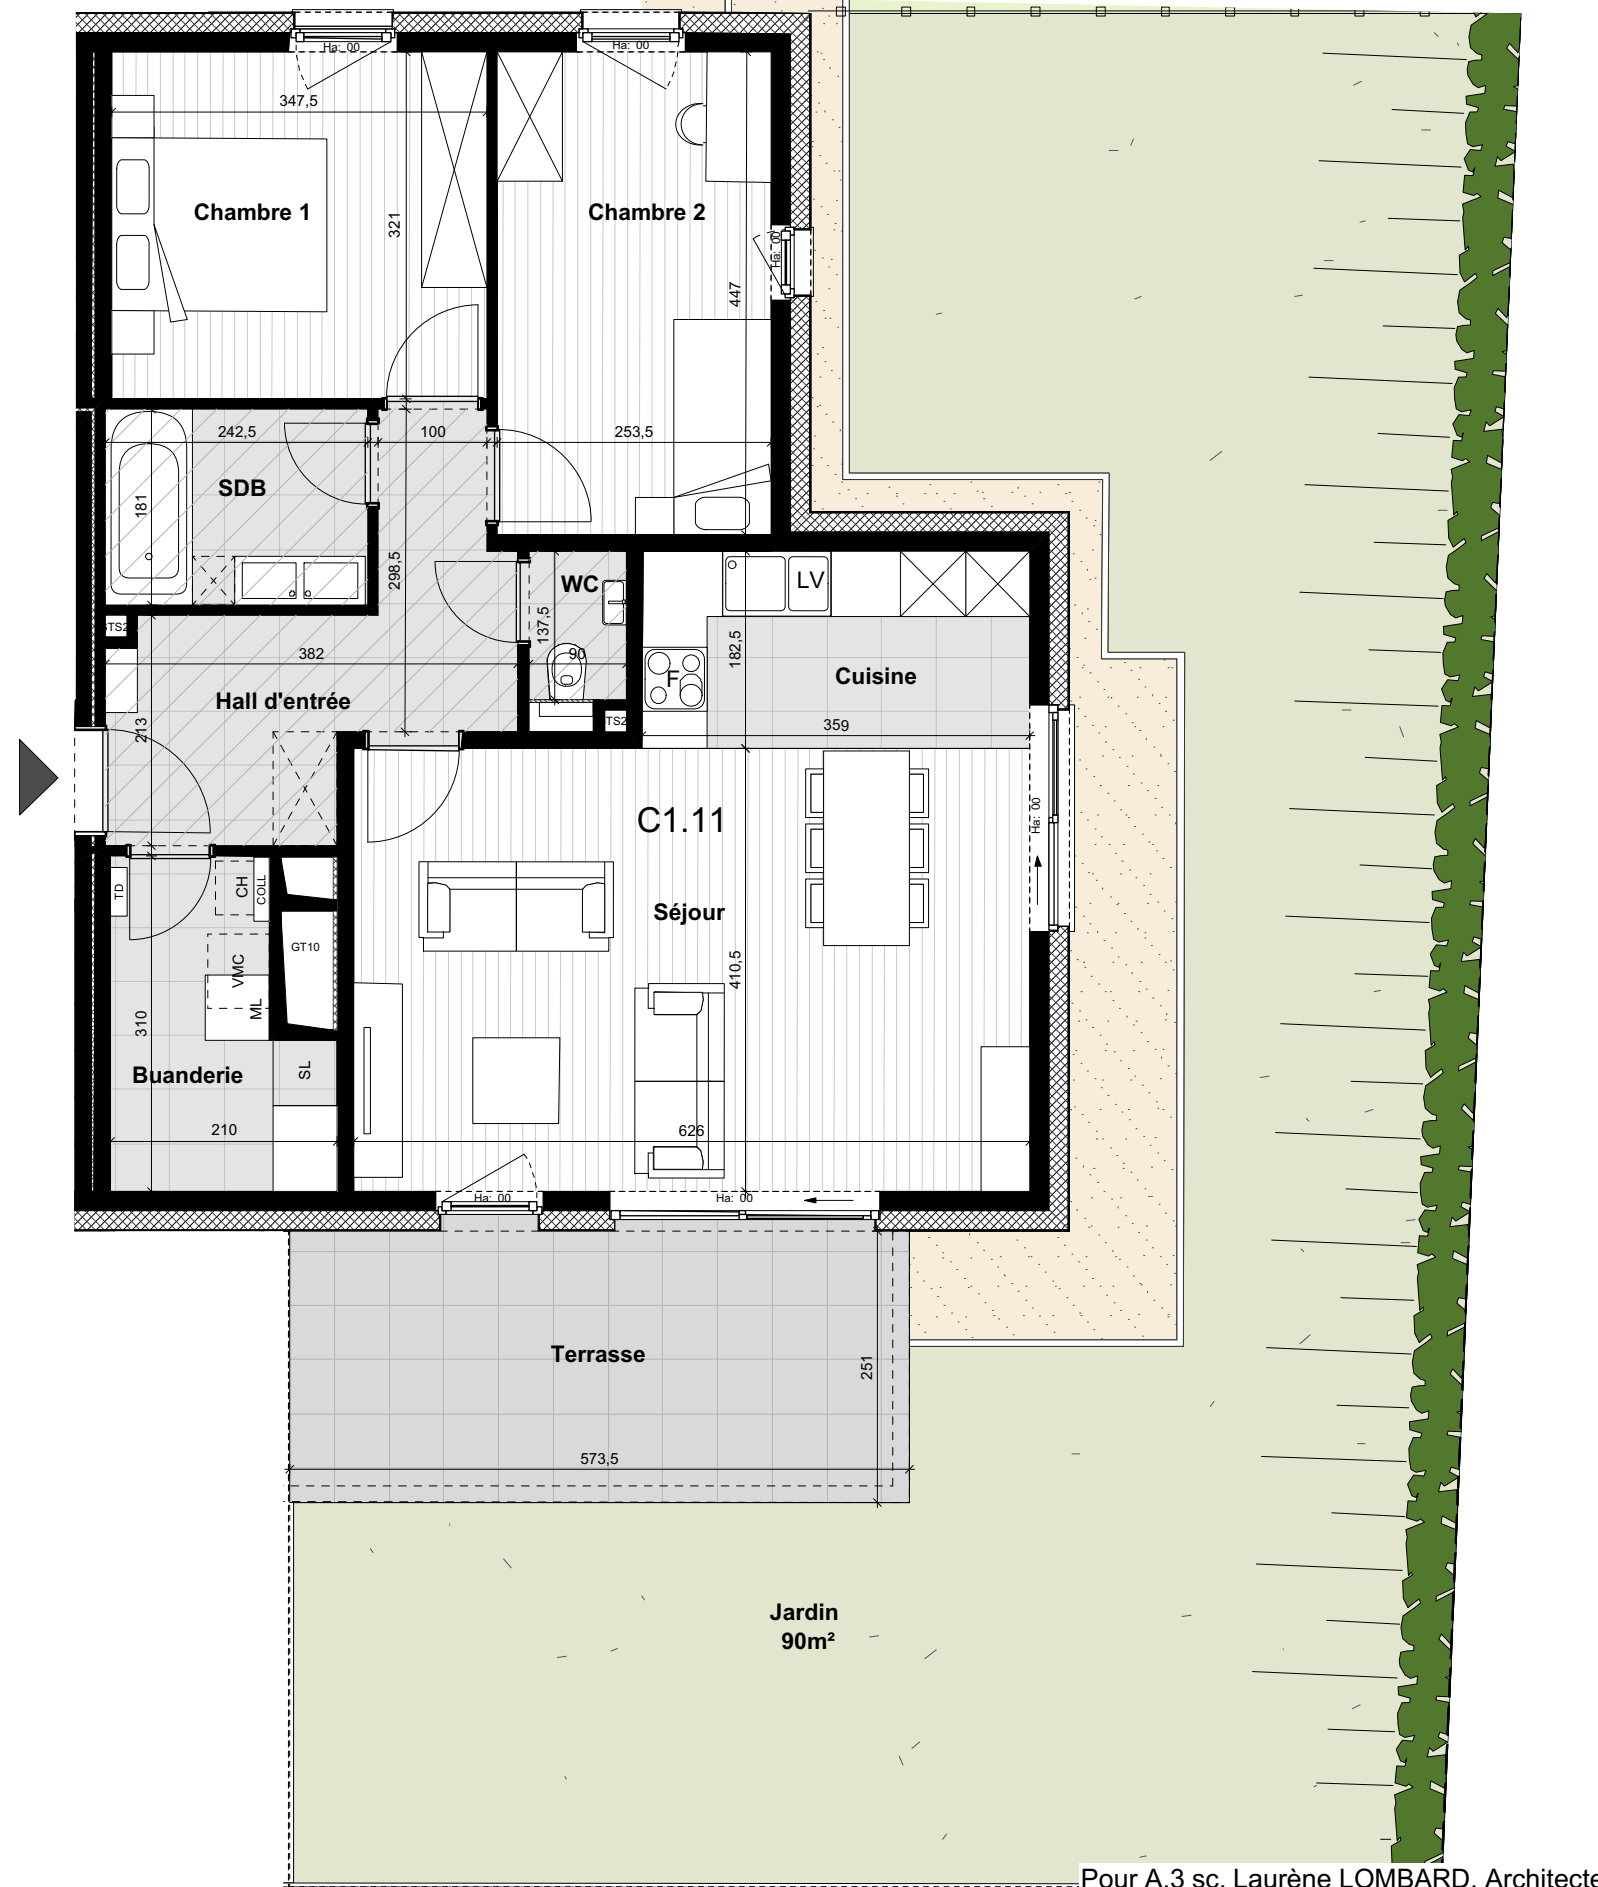 Ha: 00
Ha: 00
347,5
Chambre 1
Chambre 2
321
447
Ha: 00
242,5
100
253,5
SDB
181
298,5
WC
LV
137,5
182,5
TS2
382
90
F
Cuisine
Hall d'entrée
213
TS2
359
C1.11
Ha: 00
TD
CH
COLL
Séjour
GT10
VMC
410,5
ML
310
Buanderie
SL
210
626
Ha: 00
Ha: 00
Terrasse
251
573,5
Jardin
90m²
Pour A.3 sc. Laurène LOMBARD, Architecte